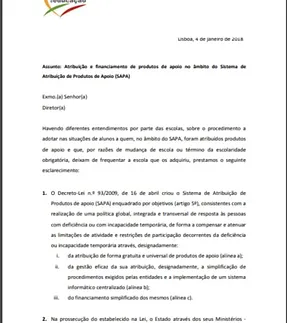 educação
Lisboa, 4 de janeiro de 2018
Assunto: Atribuição e financiamento de produtos de apoio no âmbito do Sistema de
Atribuição de Produtos de Apoio (SAPA)
Exmo.(a) Senhor(a)
Diretor(a)
Havendo diferentes entendimentos por parte das escolas, sobre o procedimento a
adotar nas situações de alunos a quem, no âmbito do SAPA, foram atribuídos produtos
de apoio e que, por razões de mudança de escola ou término da escolaridade
obrigatória, deixam de frequentar a escola que os adquiriu, prestamos o seguinte
esclarecimento:
1. O Decreto-Lei n.º 93/2009, de 16 de abril criou o Sistema de Atribuição de
Produtos de apoio (SAPA) enquadrado por objetivos (artigo 5º), consistentes com a
realização de uma política global, integrada e transversal de resposta às pessoas
com deficiência ou com incapacidade temporária, de forma a compensar e atenuar
as limitações de atividade e restrições de participação decorrentes da deficiência
ou incapacidade temporária através, designadamente:
i. da atribuição de forma gratuita e universal de produtos de apoio (alínea a);
ii. da gestão eficaz da sua atribuição, designadamente, a simplificação de
procedimentos exigidos pelas entidades e a implementação de um sistema
informático centralizado (alínea b);
iii. do financiamento simplificado dos mesmos (alínea c).
2. Na prossecução do estabelecido na Lei, o Estado através dos seus Ministérios -